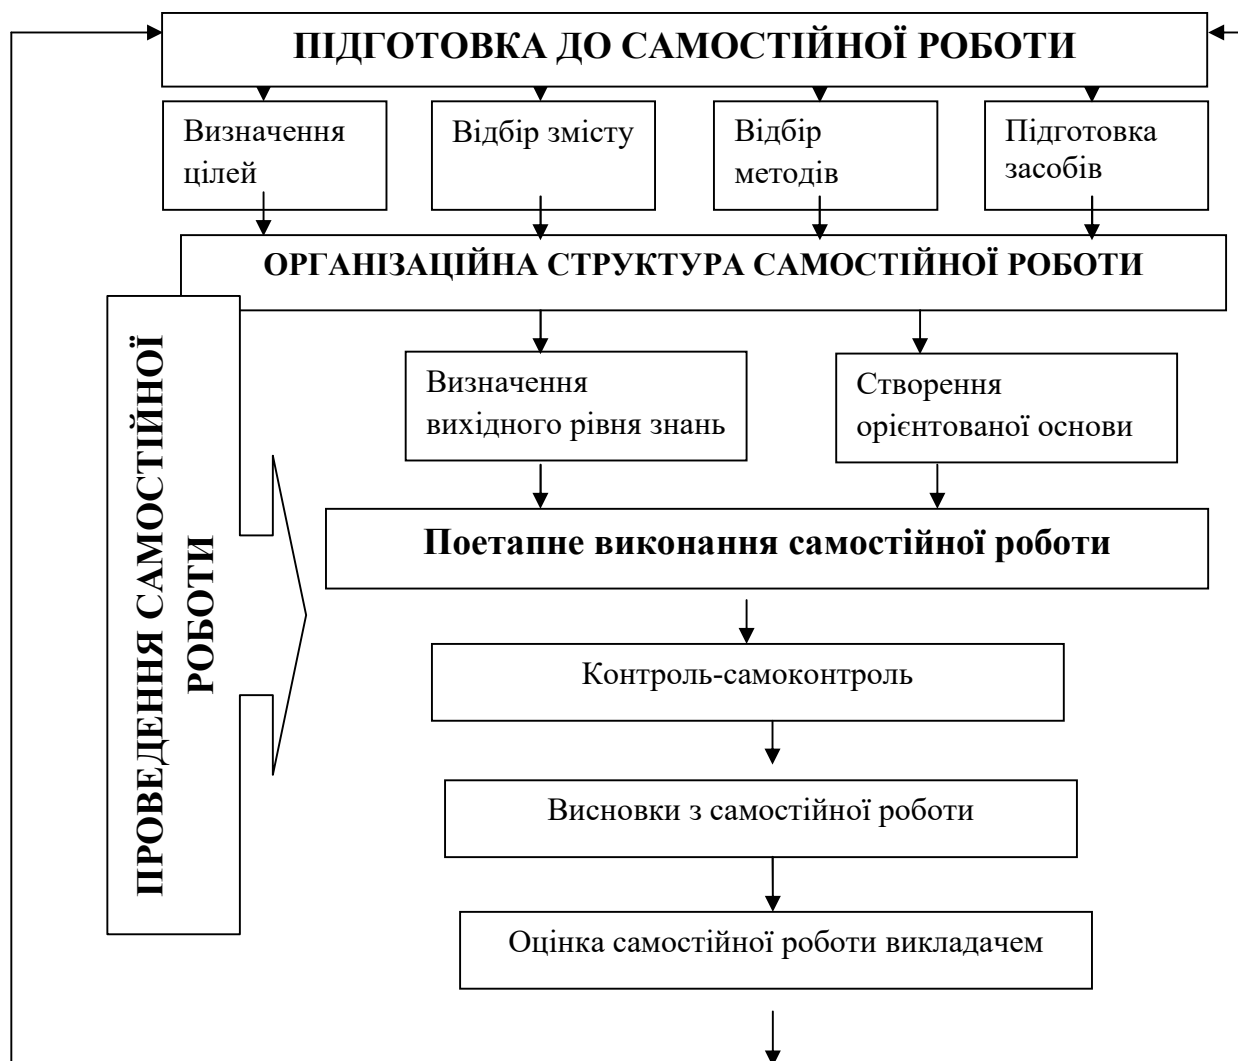 ПІДГОТОВКА ДО САМОСТІЙНОЇ РОБОТИ
Визначення
цілей
Відбір змісту
Відбір
методів
Підготовка
засобів
ОРГАНІЗАЦІЙНА СТРУКТУРА САМОСТІЙНОЇ РОБОТИ
ПРОВЕДЕННЯ САМОСТІЙНОЇ
РОБОТИ
Визначення
вихідного рівня знань
Створення
орієнтованої основи
Поетапне виконання самостійної роботи
Контроль-самоконтроль
Висновки з самостійної роботи
Оцінка самостійної роботи викладачем